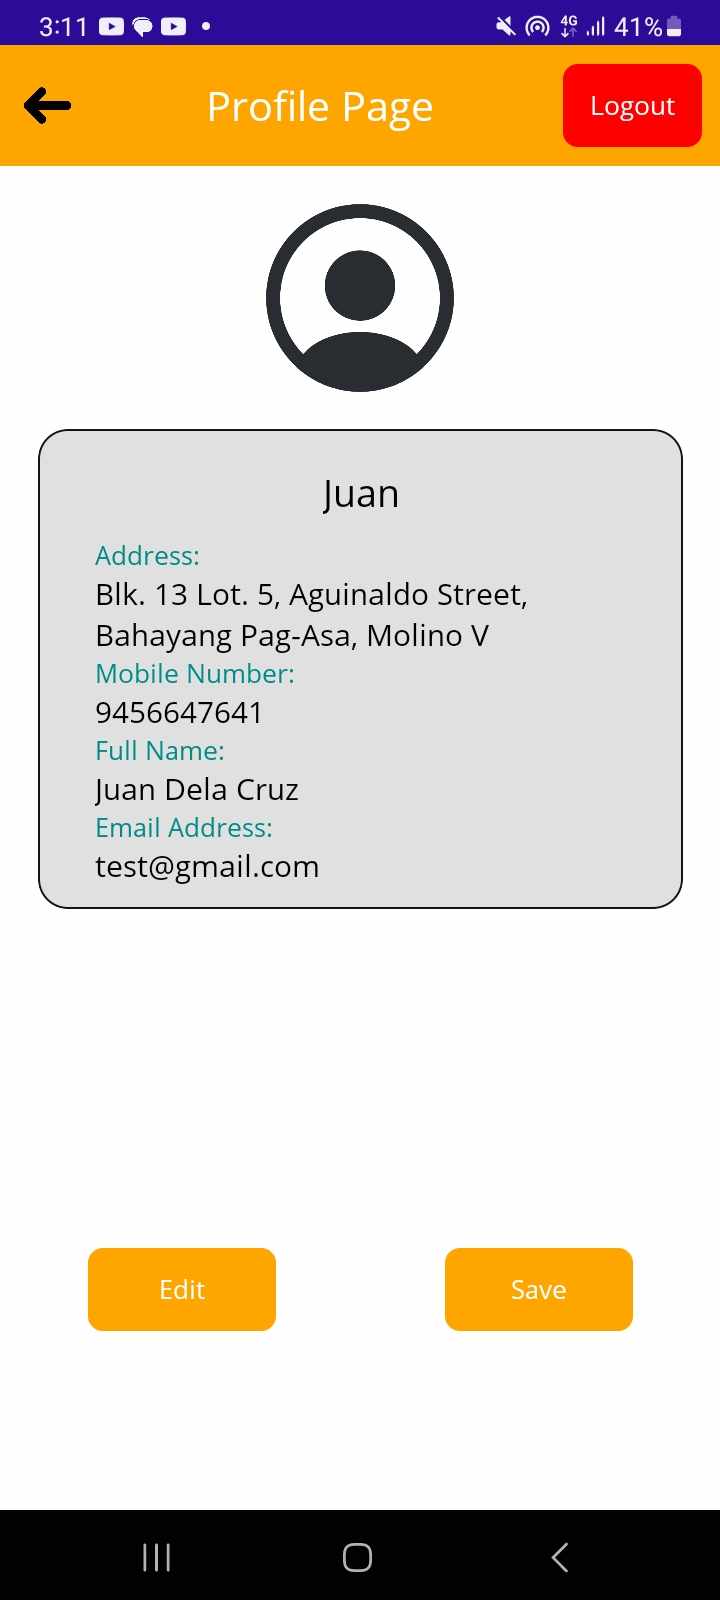 3:11 4G 41%
Profile Page
Logout
Juan
Address:
Blk. 13 Lot. 5, Aguinaldo Street,
Bahayang Pag-Asa, Molino V
Mobile Number:
9456647641
Full Name:
Juan Dela Cruz
Email Address:
test@gmail.com
Edit Save